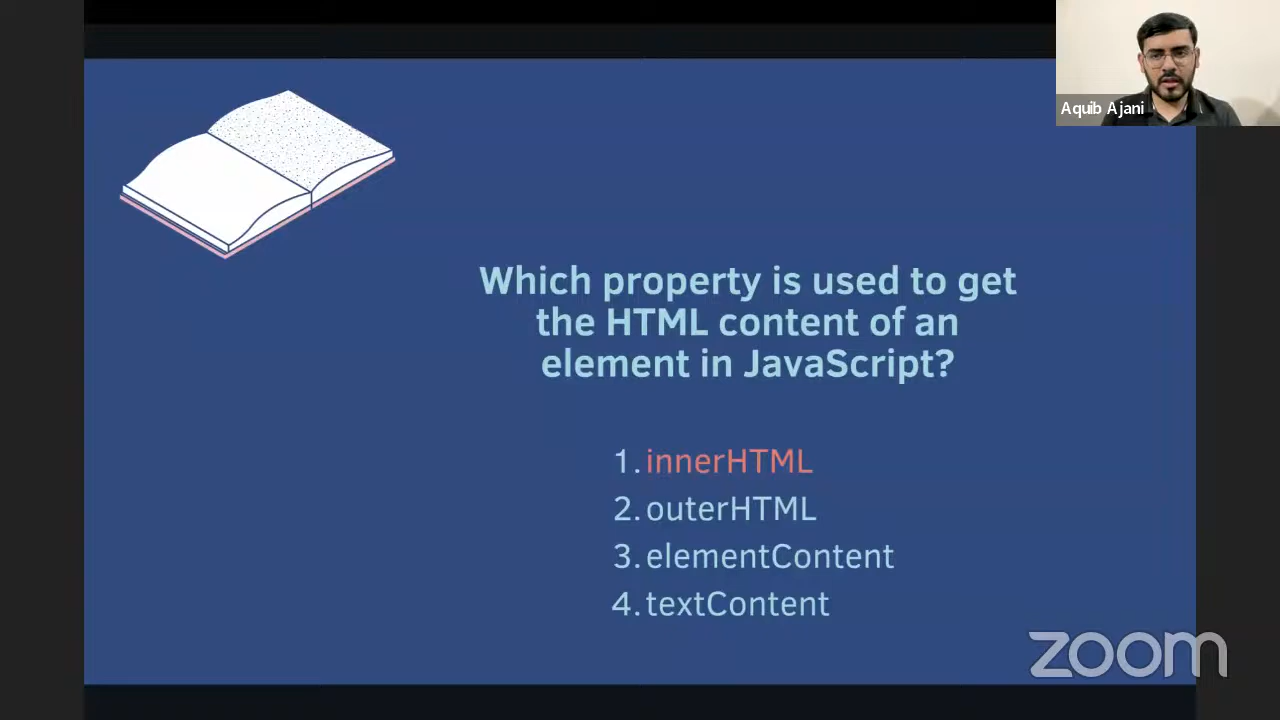 Aquib Ajani
Which property is used to get
the HTML content of an
element in JavaScript?
1. innerHTML
2. outerHTML
3. elementContent
4. textContent
zoom